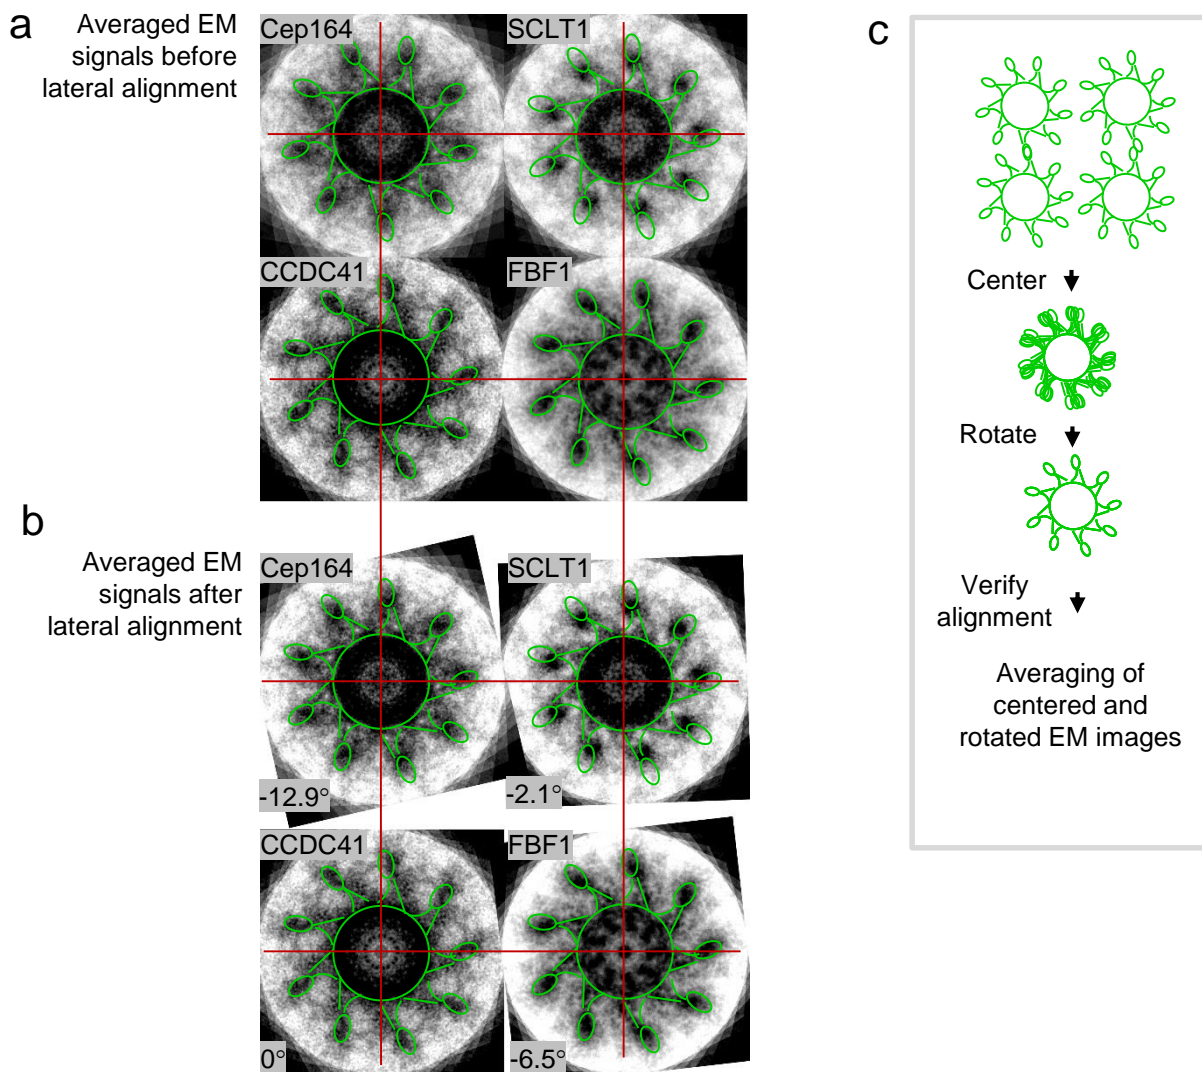 a
Averaged EM
signals before
lateral alignment
Cep164
SCLT1
CCDC41
FBF1
b
Averaged EM
signals after
lateral alignment
Cep164
SCLT1
-12.9°
-2.1°
CCDC41
FBF1
0°
-6.5°
c
Center
Rotate
Verify
alignment
Averaging of
centered and
rotated EM images